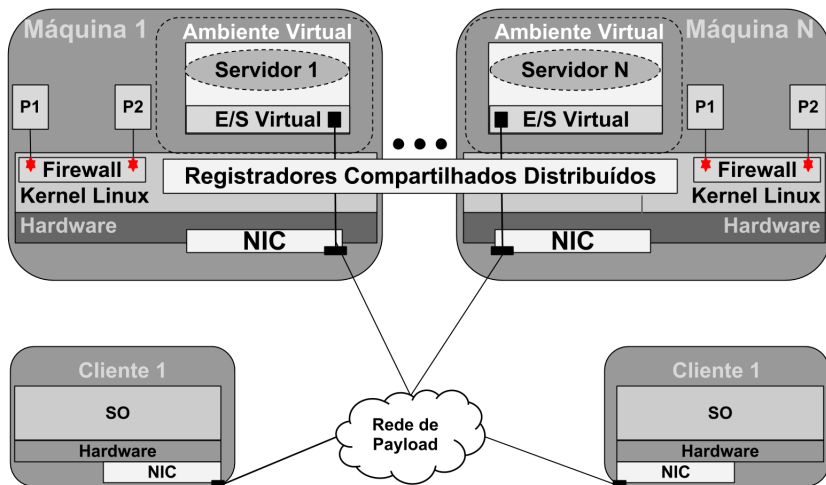 Máquina 1
Ambiente Virtual
Servidor 1
E/S Virtual
P1
P2
Firewall
Kernel Linux
Hardware
NIC
Ambiente Virtual
Máquina N
Servidor N
E/S Virtual
P1
P2
Firewall
Kernel Linux
Hardware
NIC
Registradores Compartilhados Distribuídos
Cliente 1
SO
Hardware
NIC
Rede de
Payload
Cliente 1
SO
Hardware
NIC